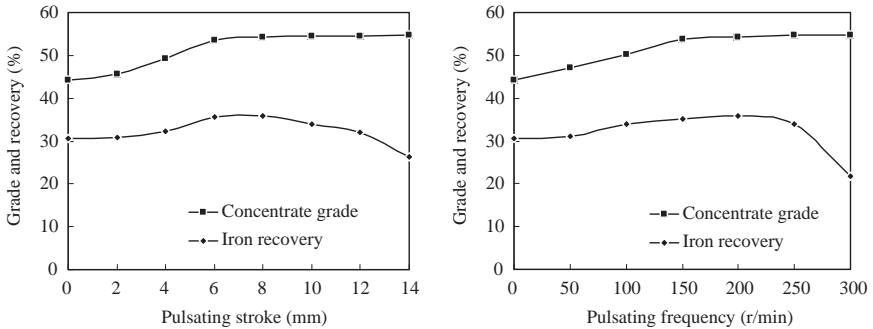 60
50
40
30
20
10
0
Grade and recovery (%)
Concentrate grade
Iron recovery
0 2 4 6 8 10 12 14
Pulsating stroke (mm)
60
50
40
30
20
10
0
Grade and recovery (%)
Concentrate grade
Iron recovery
0 50 100 150 200 250 300
Pulsating frequency (r/min)